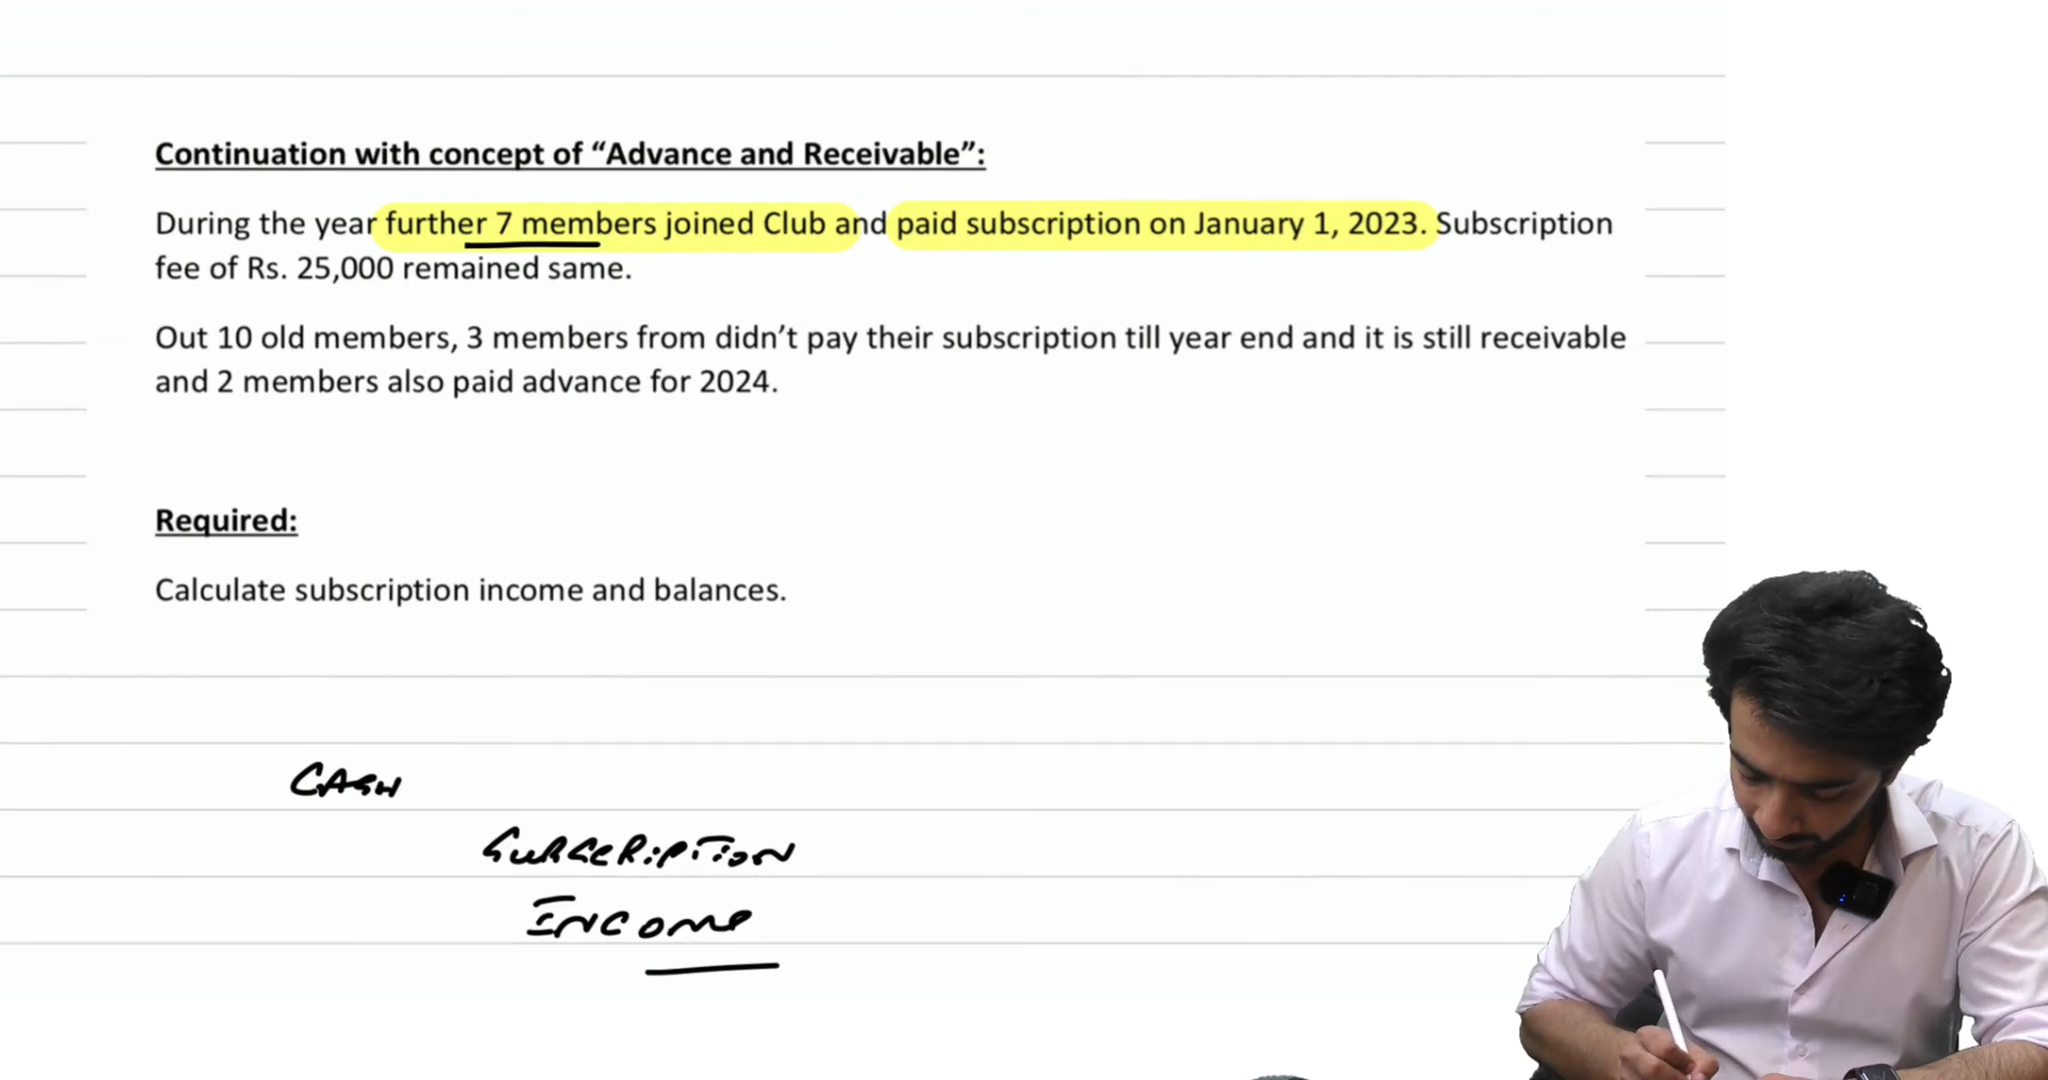 Continuation with concept of “Advance and Receivable”:
During the year further 7 members joined Club and paid subscription on January 1, 2023. Subscription
fee of Rs. 25,000 remained same.
Out 10 old members, 3 members from didn’t pay their subscription till year end and it is still receivable
and 2 members also paid advance for 2024.
Required:
Calculate subscription income and balances.
CASH
SUBSCRIPTION
INCOME